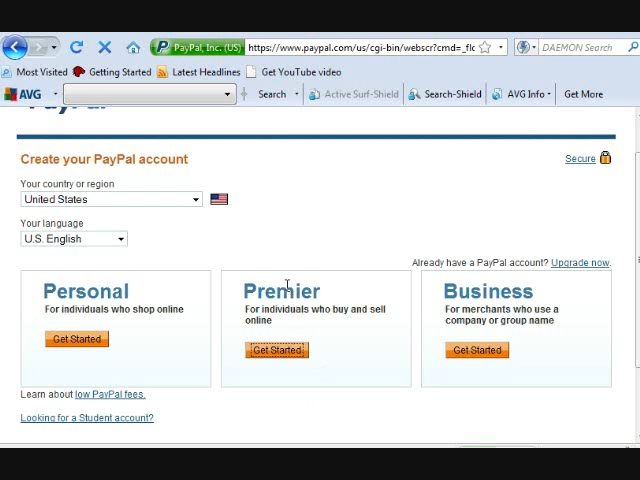 PayPal, Inc. (US)
https://www.paypal.com/us/cgi-bin/webscr?cmd=_flo
DAEMON Search
Most Visited Getting Started Latest Headlines Get YouTube video
AVG Search Active Surf-Shield Search-Shield AVG Info Get More
PayPal
Create your PayPal account
Secure
Your country or region
United States
Your language
U.S. English
Already have a PayPal account? Upgrade now.
Personal
For individuals who shop online
Get Started
Premier
For individuals who buy and sell
online
Get Started
Business
For merchants who use a
company or group name
Get Started
Learn about low PayPal fees.
Looking for a Student account?